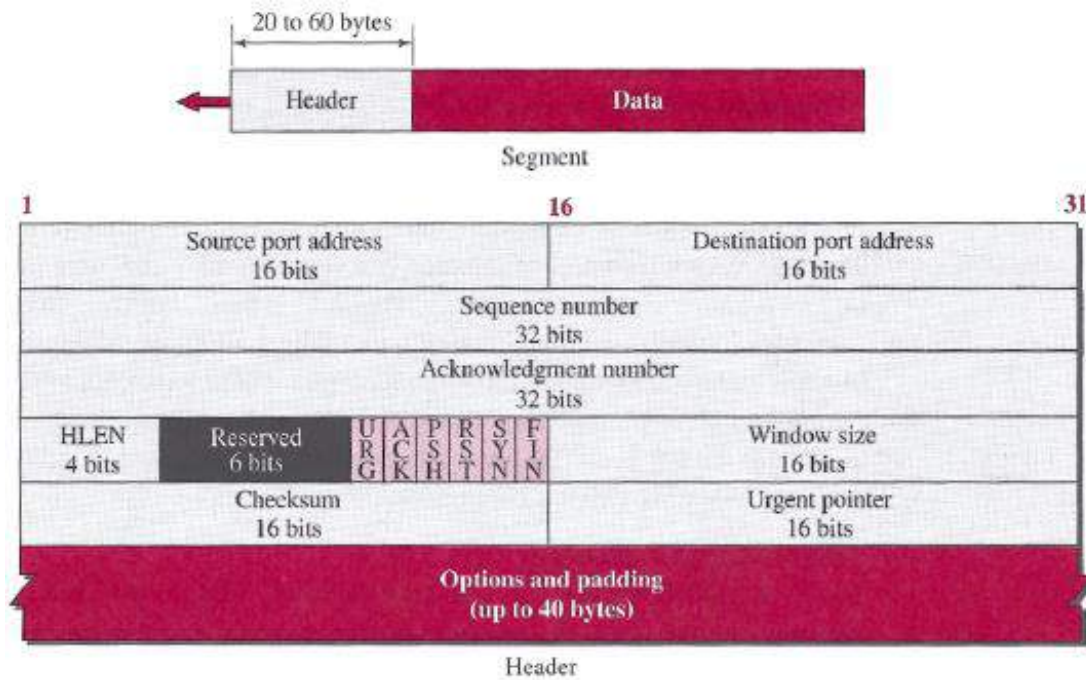 20 to 60 bytes
Header Data
Segment
1 16 31
Source port address Destination port address
16 bits 16 bits
Sequence number
32 bits
Acknowledgment number
32 bits
HLEN Reserved URG ACK PSH RST SYN FIN Window size
4 bits 6 bits 16 bits
Checksum Urgent pointer
16 bits 16 bits
Options and padding
(up to 40 bytes)
Header